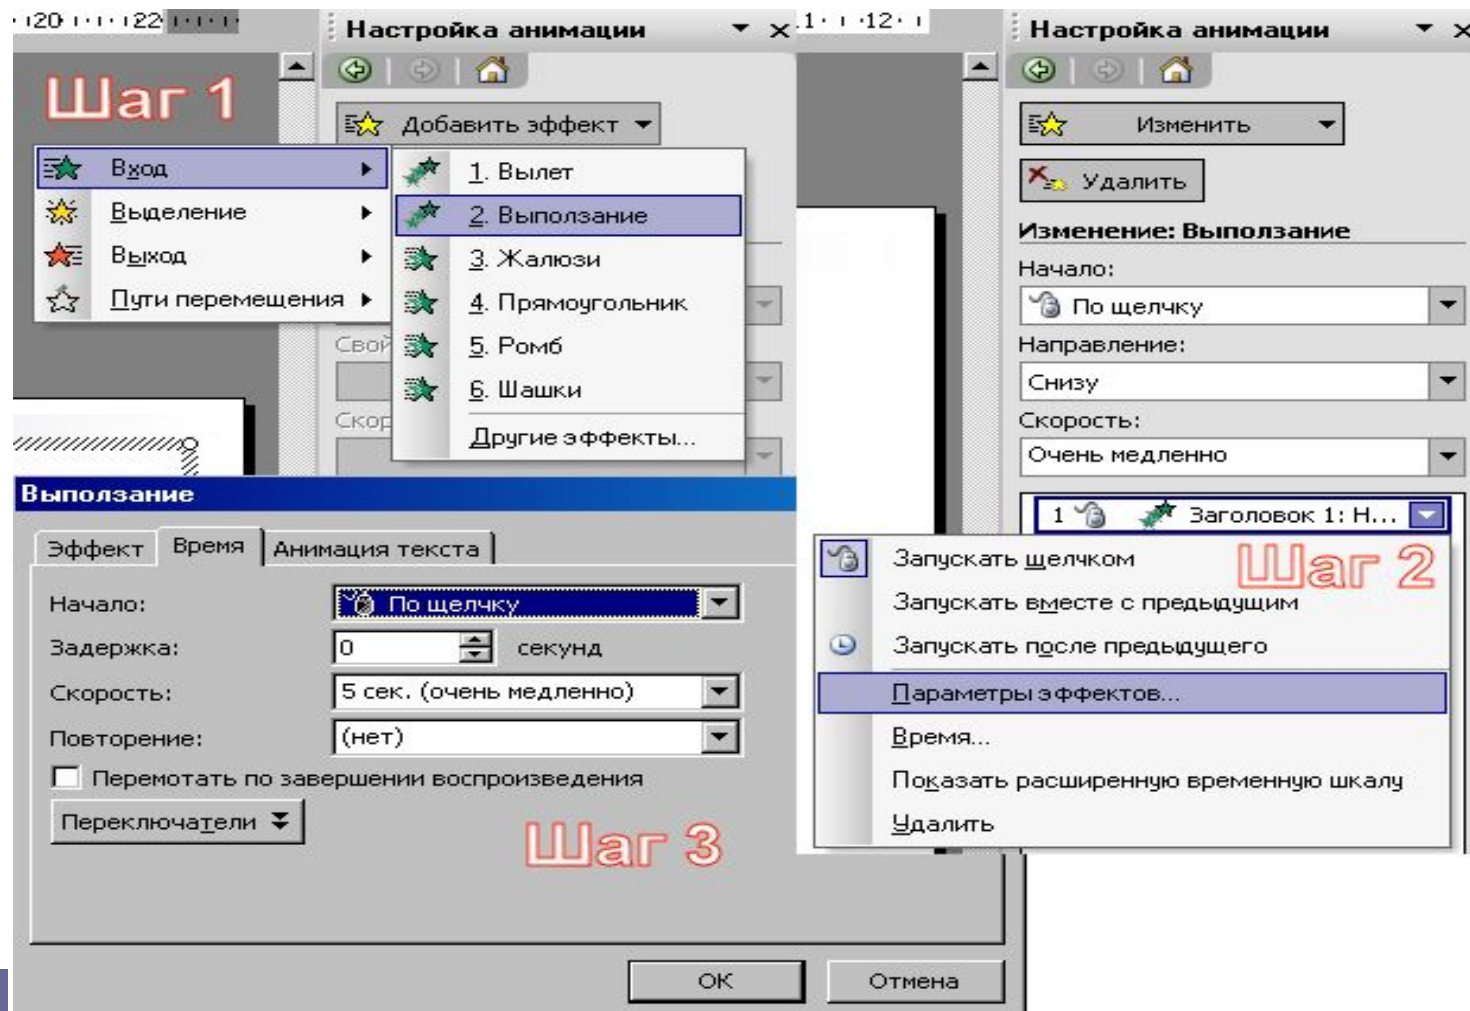 20 22
Настройка анимации
Шаг 1
Добавить эффект
Вход
Выделение
Выход
Пути перемещения
1. Вылет
2. Выползание
3. Жалюзи
4. Прямоугольник
5. Ромб
6. Шашки
Другие эффекты...
Свой
Скор
1 12
Настройка анимации
Изменить
Удалить
Изменение: Выползание
Начало:
По щелчку
Направление:
Снизу
Скорость:
Очень медленно
1 Заголовок 1: Н...
Шаг 2
Запускать щелчком
Запускать вместе с предыдущим
Запускать после предыдущего
Параметры эффектов...
Время...
Показать расширенную временную шкалу
Удалить
Выползание
Эффект Время Анимация текста
Начало: По щелчку
Задержка: 0 секунд
Скорость: 5 сек. (очень медленно)
Повторение: (нет)
Перемотать по завершении воспроизведения
Переключатели
Шаг 3
ОК Отмена